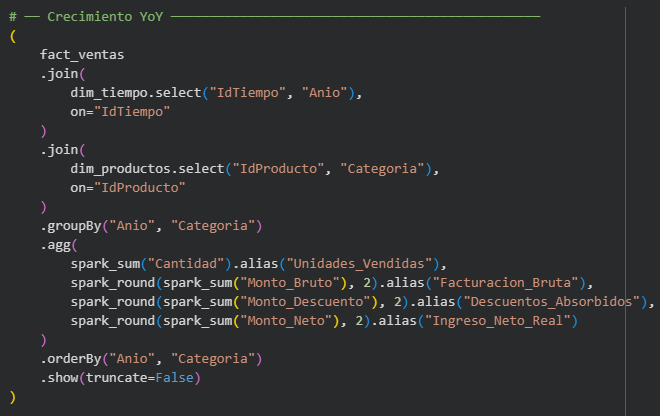 # —— Crecimiento YoY ————————————————————————
(
    fact_ventas
    .join(
        dim_tiempo.select("IdTiempo", "Anio"),
        on="IdTiempo"
    )
    .join(
        dim_productos.select("IdProducto", "Categoria"),
        on="IdProducto"
    )
    .groupBy("Anio", "Categoria")
    .agg(
        spark_sum("Cantidad").alias("Unidades_Vendidas"),
        spark_round(spark_sum("Monto_Bruto"), 2).alias("Facturacion_Bruta"),
        spark_round(spark_sum("Monto_Descuento"), 2).alias("Descuentos_Absorbidos"),
        spark_round(spark_sum("Monto_Neto"), 2).alias("Ingreso_Neto_Real")
    )
    .orderBy("Anio", "Categoria")
    .show(truncate=False)
)